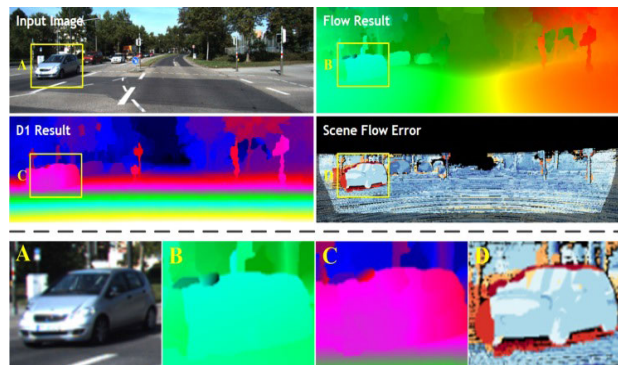 Input Image
A
Flow Result
B
D1 Result
C
Scene Flow Error
D
A
B
C
D